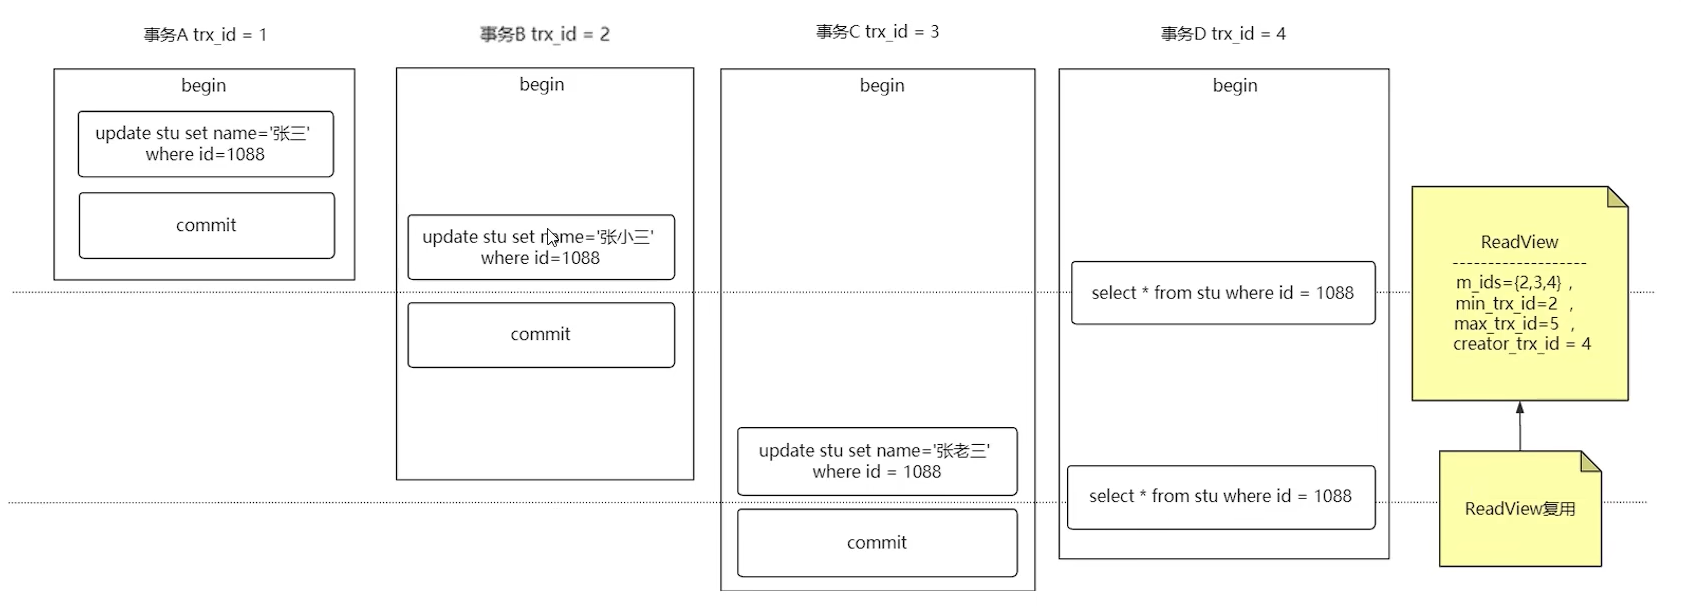 事务A trx_id = 1
begin
update stu set name='张三'
where id=1088
commit
事务B trx_id = 2
begin
update stu set name='张小三'
where id=1088
commit
事务C trx_id = 3
begin
update stu set name='张老三'
where id = 1088
commit
事务D trx_id = 4
begin
select * from stu where id = 1088
select * from stu where id = 1088
ReadView
-------------------
m_ids={2,3,4} ,
min_trx_id=2 ,
max_trx_id=5 ,
creator_trx_id = 4
ReadView复用